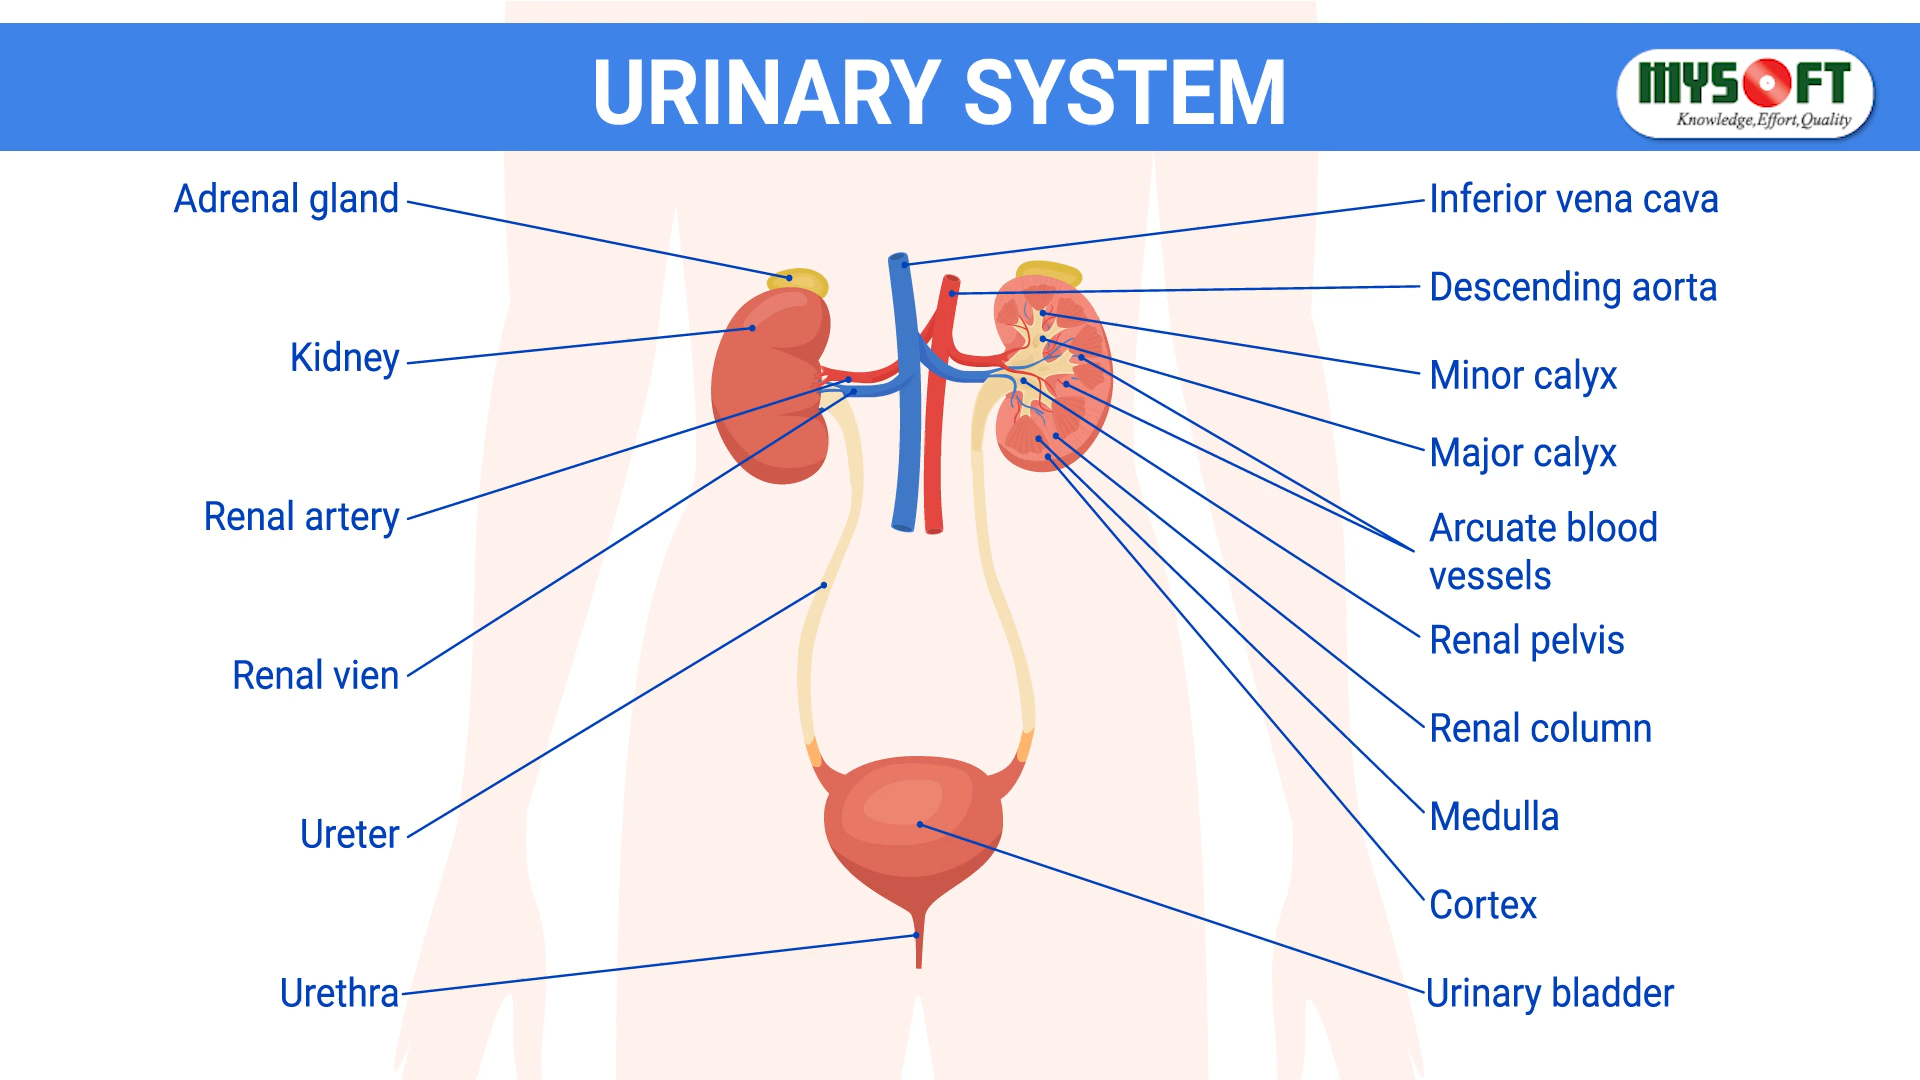 URINARY SYSTEM
MYSOFT
Knowledge,Effort,Quality
Adrenal gland
Kidney
Renal artery
Renal vien
Ureter
Urethra
Inferior vena cava
Descending aorta
Minor calyx
Major calyx
Arcuate blood
vessels
Renal pelvis
Renal column
Medulla
Cortex
Urinary bladder